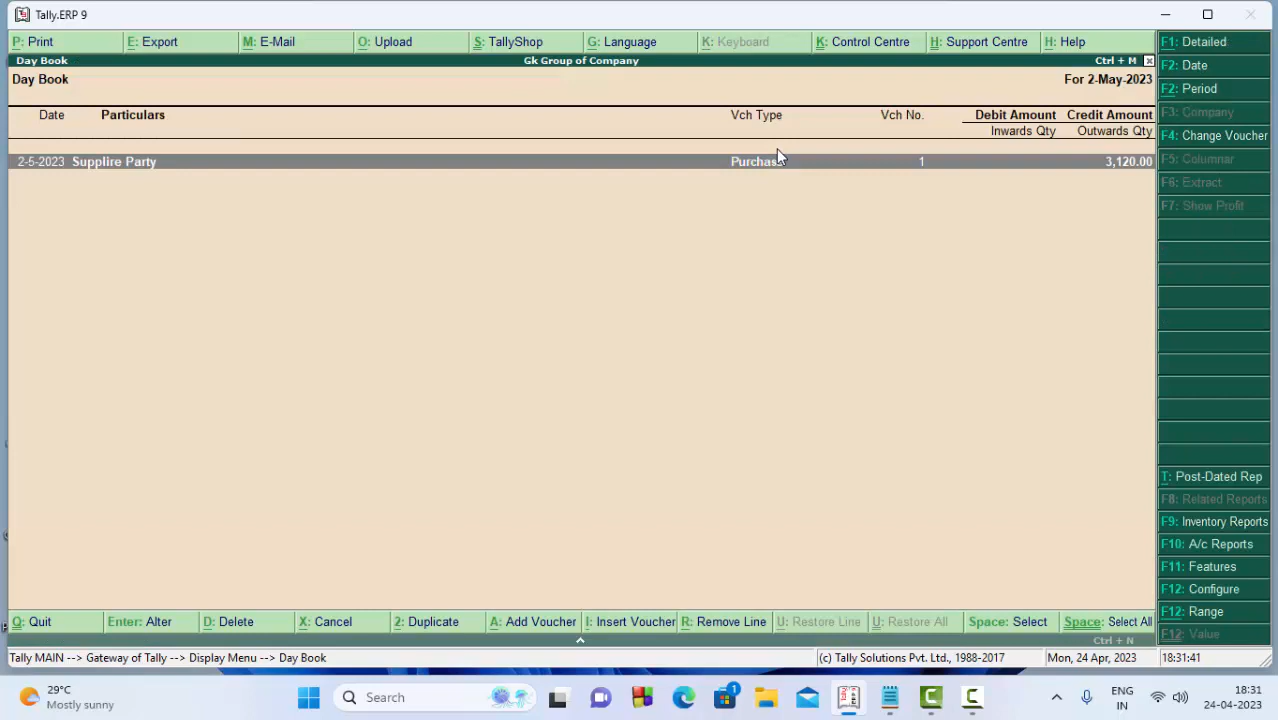 Tally.ERP 9
P: Print E: Export M: E-Mail O: Upload S: TallyShop G: Language K: Keyboard K: Control Centre H: Support Centre H: Help
Day Book Gk Group of Company Ctrl + M
Day Book For 2-May-2023
Date Particulars Vch Type Vch No. Debit Amount Credit Amount
Inwards Qty Outwards Qty
2-5-2023 Supplire Party Purchase 1 3,120.00
F1: Detailed
F2: Date
F2: Period
F3: Company
F4: Change Voucher
F5: Columnar
F6: Extract
F7: Show Profit
T: Post-Dated Rep
F8: Related Reports
F9: Inventory Reports
F10: A/c Reports
F11: Features
F12: Configure
F12: Range
F12: Value
Q: Quit Enter: Alter D: Delete X: Cancel 2: Duplicate A: Add Voucher I: Insert Voucher R: Remove Line U: Restore Line U: Restore All Space: Select Space: Select All
Ctrl + N
Tally MAIN --> Gateway of Tally --> Display Menu --> Day Book (c) Tally Solutions Pvt. Ltd., 1988-2017 Mon, 24 Apr, 2023 18:31:41
29°C
Mostly sunny
Search
1
ENG
IN
18:31
24-04-2023